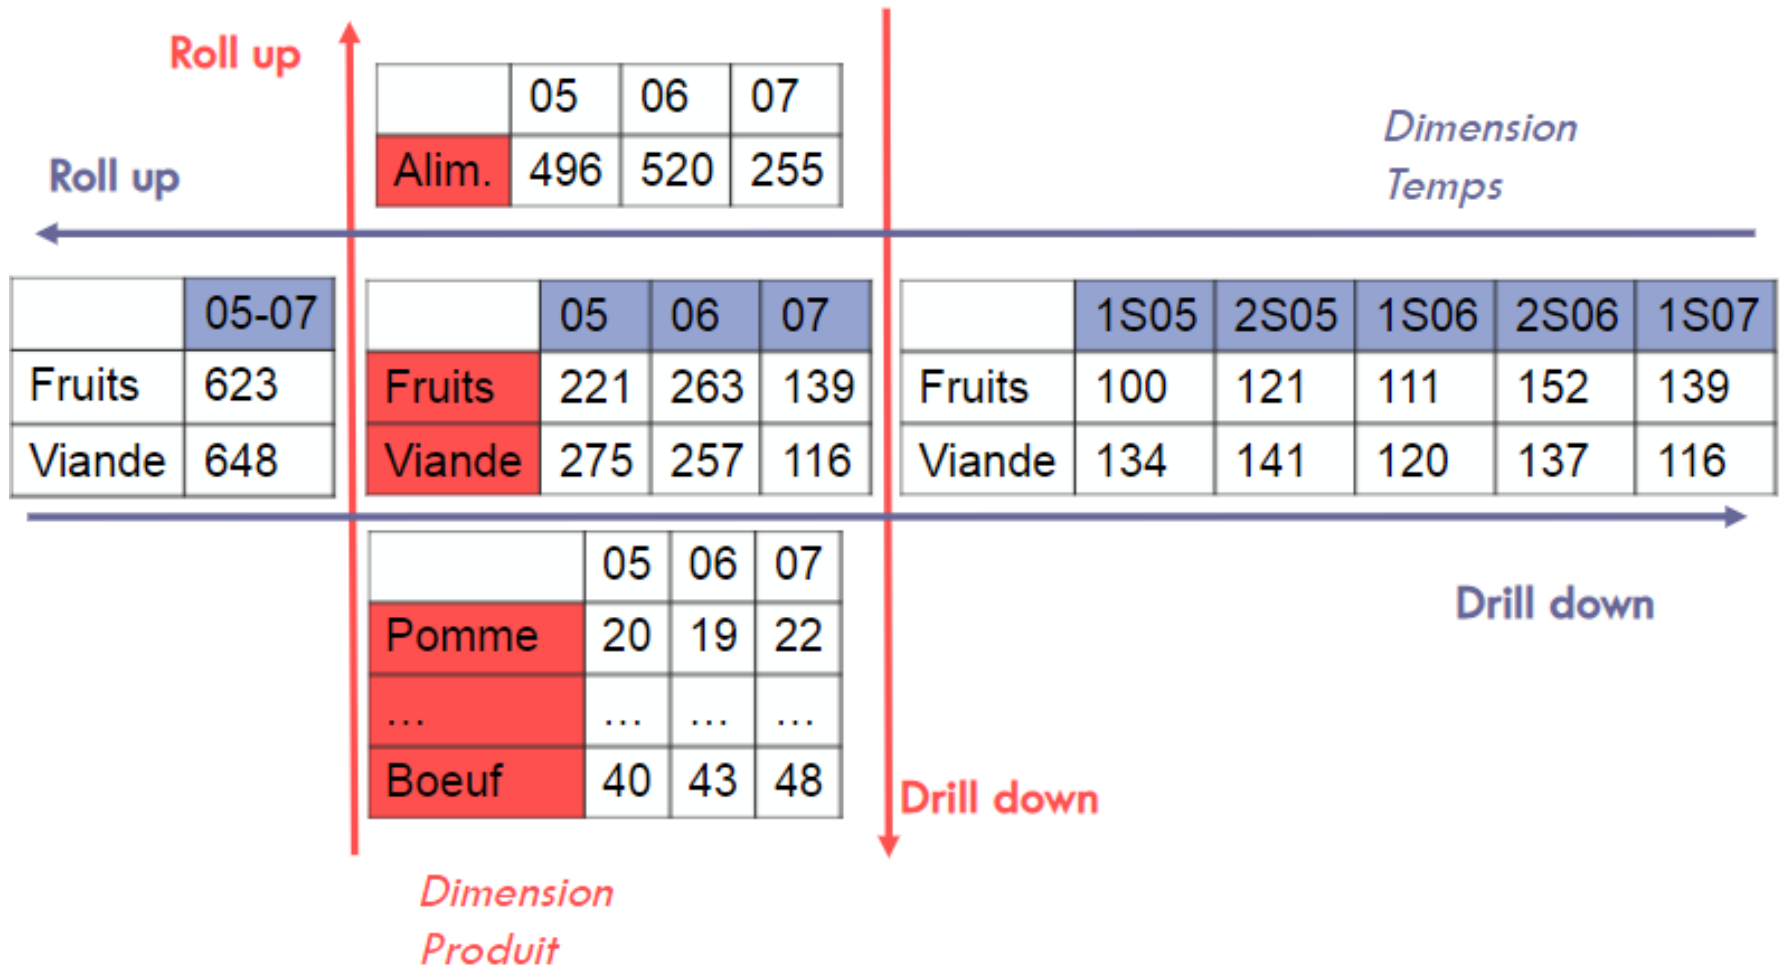 Roll up
05 06 07
Alim. 496 520 255
Dimension
Temps
Roll up
05-07
Fruits 623
Viande 648
05 06 07
Fruits 221 263 139
Viande 275 257 116
1S05 2S05 1S06 2S06 1S07
Fruits 100 121 111 152 139
Viande 134 141 120 137 116
05 06 07
Pomme 20 19 22
... ... ... ...
Boeuf 40 43 48
Drill down
Drill down
Dimension
Produit